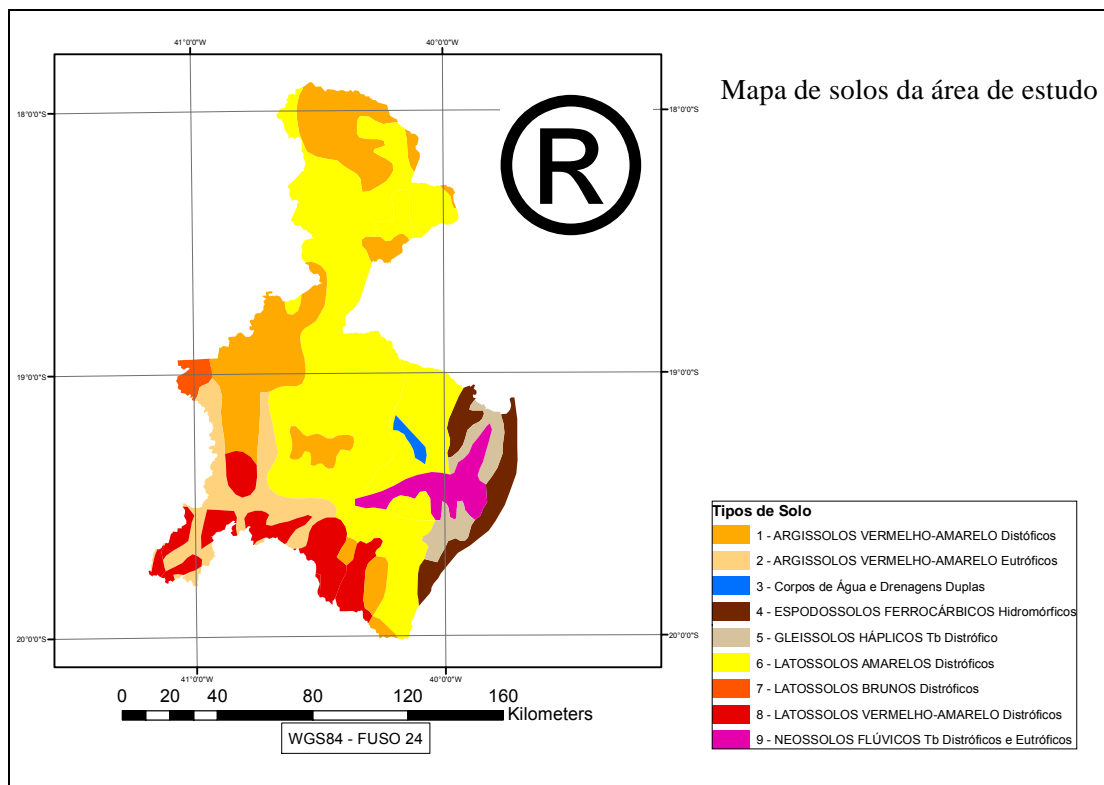 Mapa de solos da área de estudo
41°0'0"W
40°0'0"W
18°0'0"S
18°0'0"S
R
19°0'0"S
19°0'0"S
20°0'0"S
20°0'0"S
41°0'0"W
40°0'0"W
0 20 40 80 120 160
Kilometers
WGS84 - FUSO 24
Tipos de Solo
1 - ARGISSOLOS VERMELHO-AMARELO Distóficos
2 - ARGISSOLOS VERMELHO-AMARELO Eutróficos
3 - Corpos de Água e Drenagens Duplas
4 - ESPODOSSOLOS FERROCÁRBICOS Hidromórficos
5 - GLEISSOLOS HÁPLICOS Tb Distrófico
6 - LATOSSOLOS AMARELOS Distróficos
7 - LATOSSOLOS BRUNOS Distróficos
8 - LATOSSOLOS VERMELHO-AMARELO Distróficos
9 - NEOSSOLOS FLÚVICOS Tb Distróficos e Eutróficos